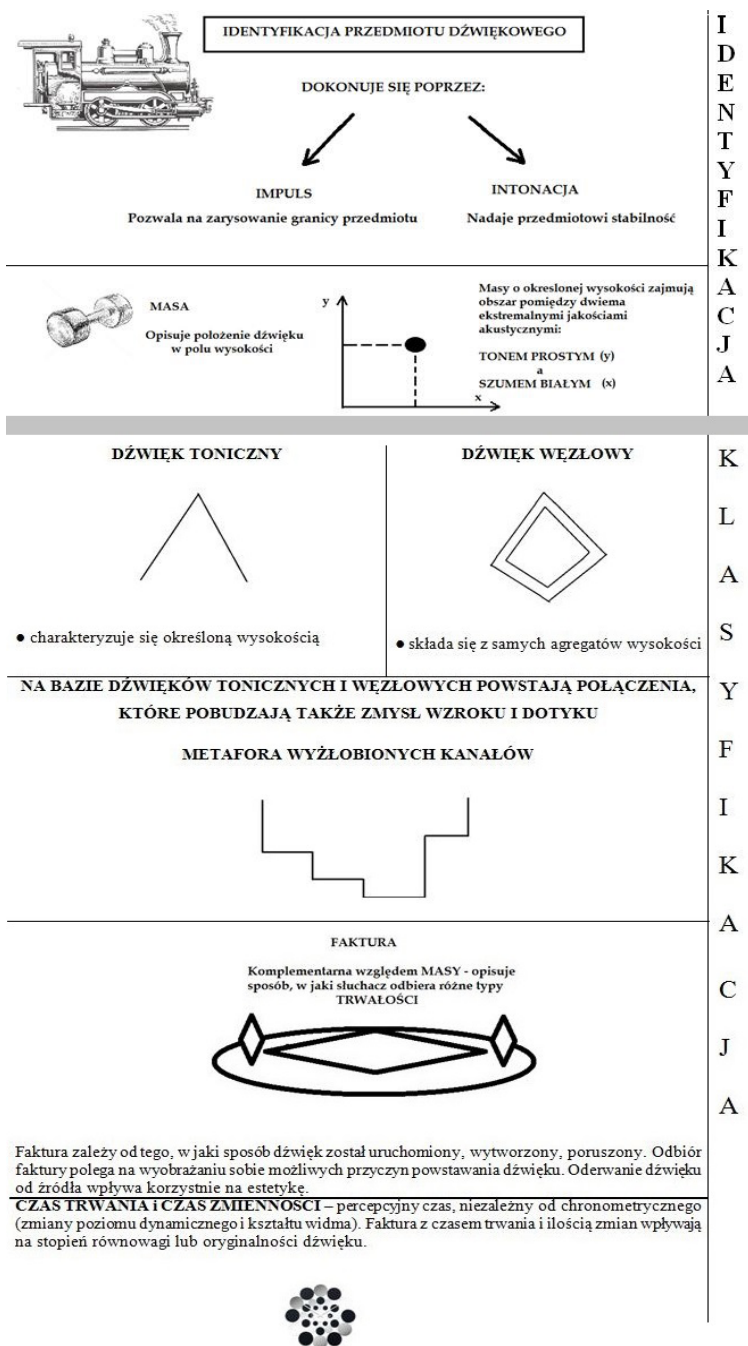 IDENTYFIKACJA PRZEDMIOTU DŹWIĘKOWEGO
DOKONUJE SIĘ POPRZEZ:
IMPULS
Pozwala na zarysowanie granicy przedmiotu
INTONACJA
Nadaje przedmiotowi stabilność
IDENTYFIKACJA
MASA
Opisuje położenie dźwięku
w polu wysokości
y
x
Masy o okreslonej wysokości zajmują
obszar pomiędzy dwiema
ekstremalnymi jakościami
akustycznymi:
TONEM PROSTYM (y)
a
SZUMEM BIAŁYM (x)
DŹWIĘK TONICZNY
● charakteryzuje się określoną wysokością
DŹWIĘK WĘZŁOWY
● składa się z samych agregatów wysokości
KLASYFIKACJA
NA BAZIE DŹWIĘKÓW TONICZNYCH I WĘZŁOWYCH POWSTAJĄ POŁĄCZENIA,
KTÓRE POBUDZAJĄ TAKŻE ZMYSŁ WZROKU I DOTYKU
METAFORA WYŻŁOBIONYCH KANAŁÓW
FAKTURA
Komplementarna względem MASY - opisuje
sposób, w jaki słuchacz odbiera różne typy
TRWAŁOŚCI
Faktura zależy od tego, w jaki sposób dźwięk został uruchomiony, wytworzony, poruszony. Odbiór
faktury polega na wyobrażaniu sobie możliwych przyczyn powstawania dźwięku. Oderwanie dźwięku
od źródła wpływa korzystnie na estetykę.
CZAS TRWANIA i CZAS ZMIENNOŚCI – percepcyjny czas, niezależny od chronometrycznego
(zmiany poziomu dynamicznego i kształtu widma). Faktura z czasem trwania i ilością zmian wpływają
na stopień równowagi lub oryginalności dźwięku.